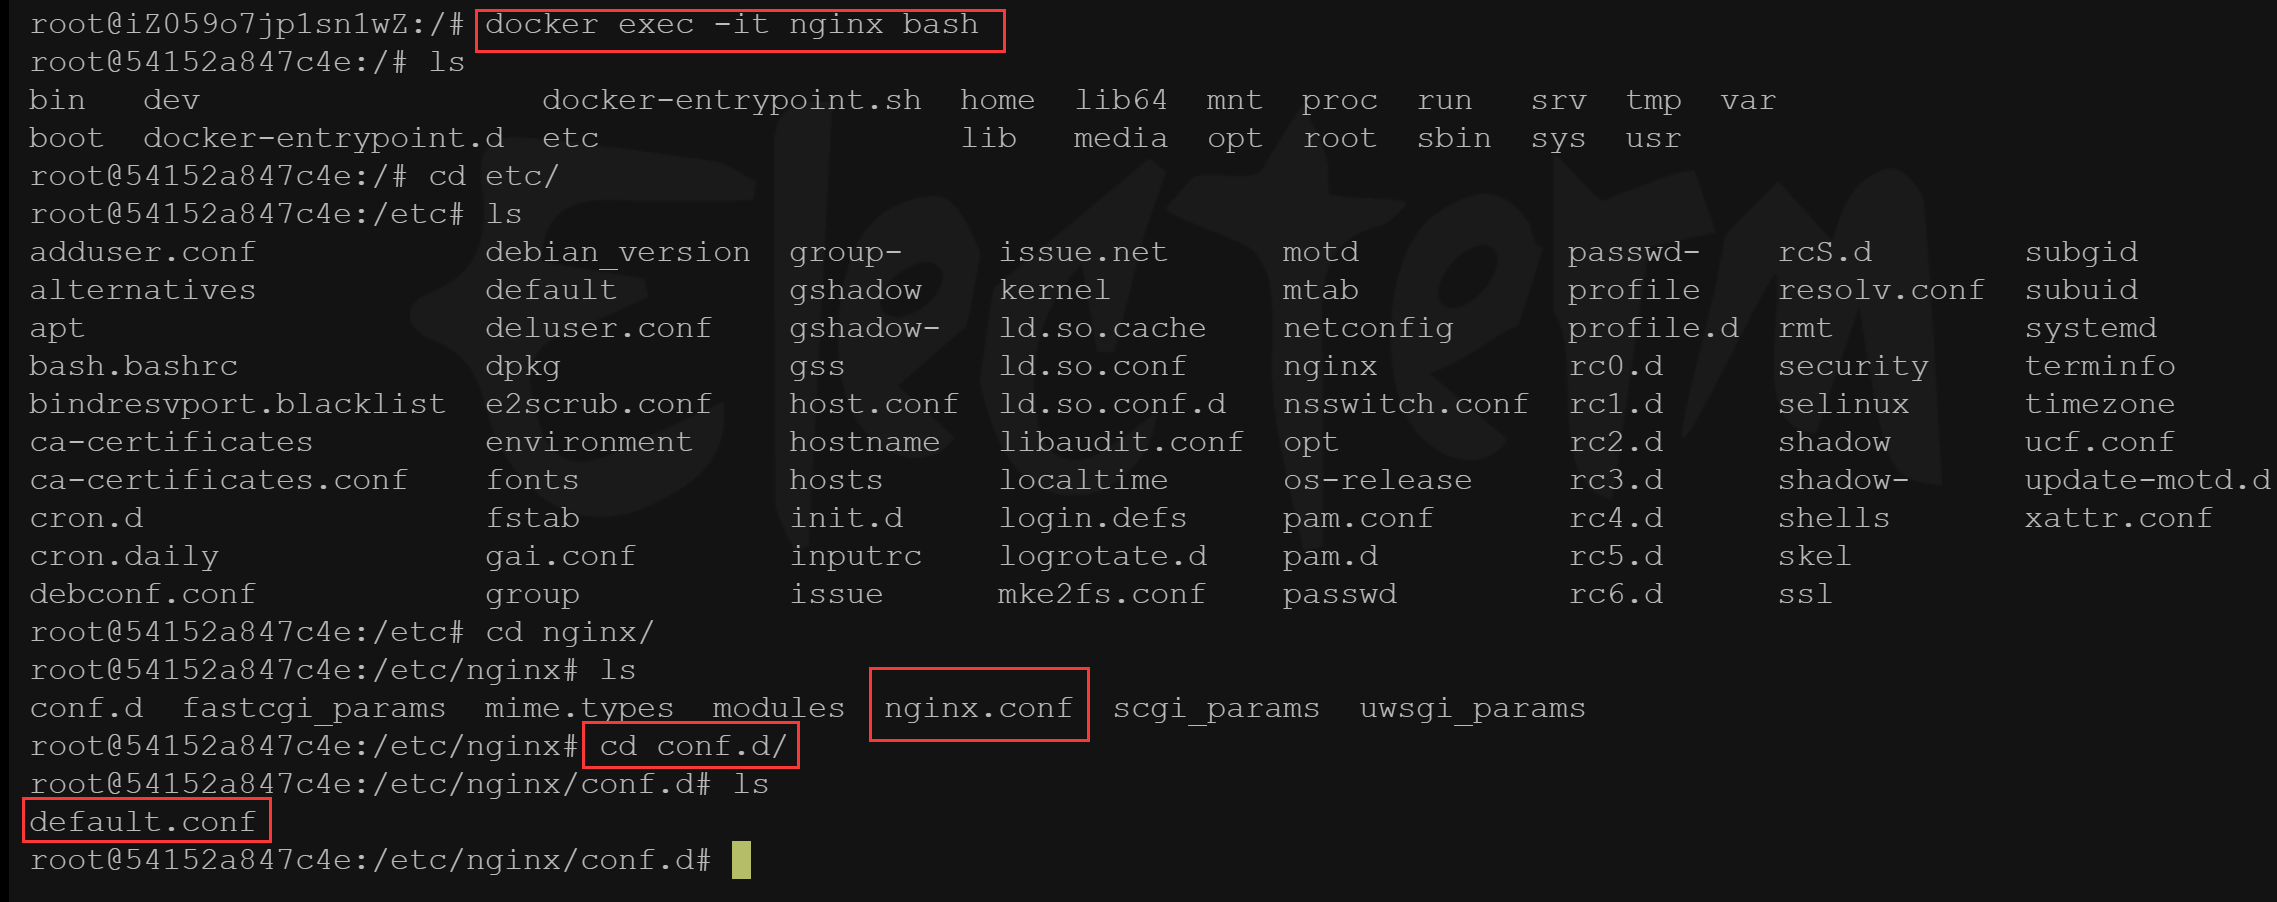 root@iZ059o7jp1sn1wZ:/# docker exec -it nginx bash
root@54152a847c4e:/# ls
bin   dev                  docker-entrypoint.sh  home  lib64  mnt  proc  run   srv  tmp  var
boot  docker-entrypoint.d  etc                   lib   media  opt  root  sbin  sys  usr
root@54152a847c4e:/# cd etc/
root@54152a847c4e:/etc# ls
adduser.conf            debian_version  group-     issue.net      motd           passwd-    rcS.d        subgid
alternatives            default         gshadow    kernel         mtab           profile    resolv.conf  subuid
apt                     deluser.conf    gshadow-   ld.so.cache    netconfig      profile.d  rmt          systemd
bash.bashrc             dpkg            gss        ld.so.conf     nginx          rc0.d      security     terminfo
bindresvport.blacklist  e2scrub.conf    host.conf  ld.so.conf.d   nsswitch.conf  rc1.d      selinux      timezone
ca-certificates         environment     hostname   libaudit.conf  opt            rc2.d      shadow       ucf.conf
ca-certificates.conf    fonts           hosts      localtime      os-release     rc3.d      shadow-      update-motd.d
cron.d                  fstab           init.d     login.defs     pam.conf       rc4.d      shells       xattr.conf
cron.daily              gai.conf        inputrc    logrotate.d    pam.d          rc5.d      skel
debconf.conf            group           issue      mke2fs.conf    passwd         rc6.d      ssl
root@54152a847c4e:/etc# cd nginx/
root@54152a847c4e:/etc/nginx# ls
conf.d  fastcgi_params  mime.types  modules  nginx.conf  scgi_params  uwsgi_params
root@54152a847c4e:/etc/nginx# cd conf.d/
root@54152a847c4e:/etc/nginx/conf.d# ls
default.conf
root@54152a847c4e:/etc/nginx/conf.d#
Electerm